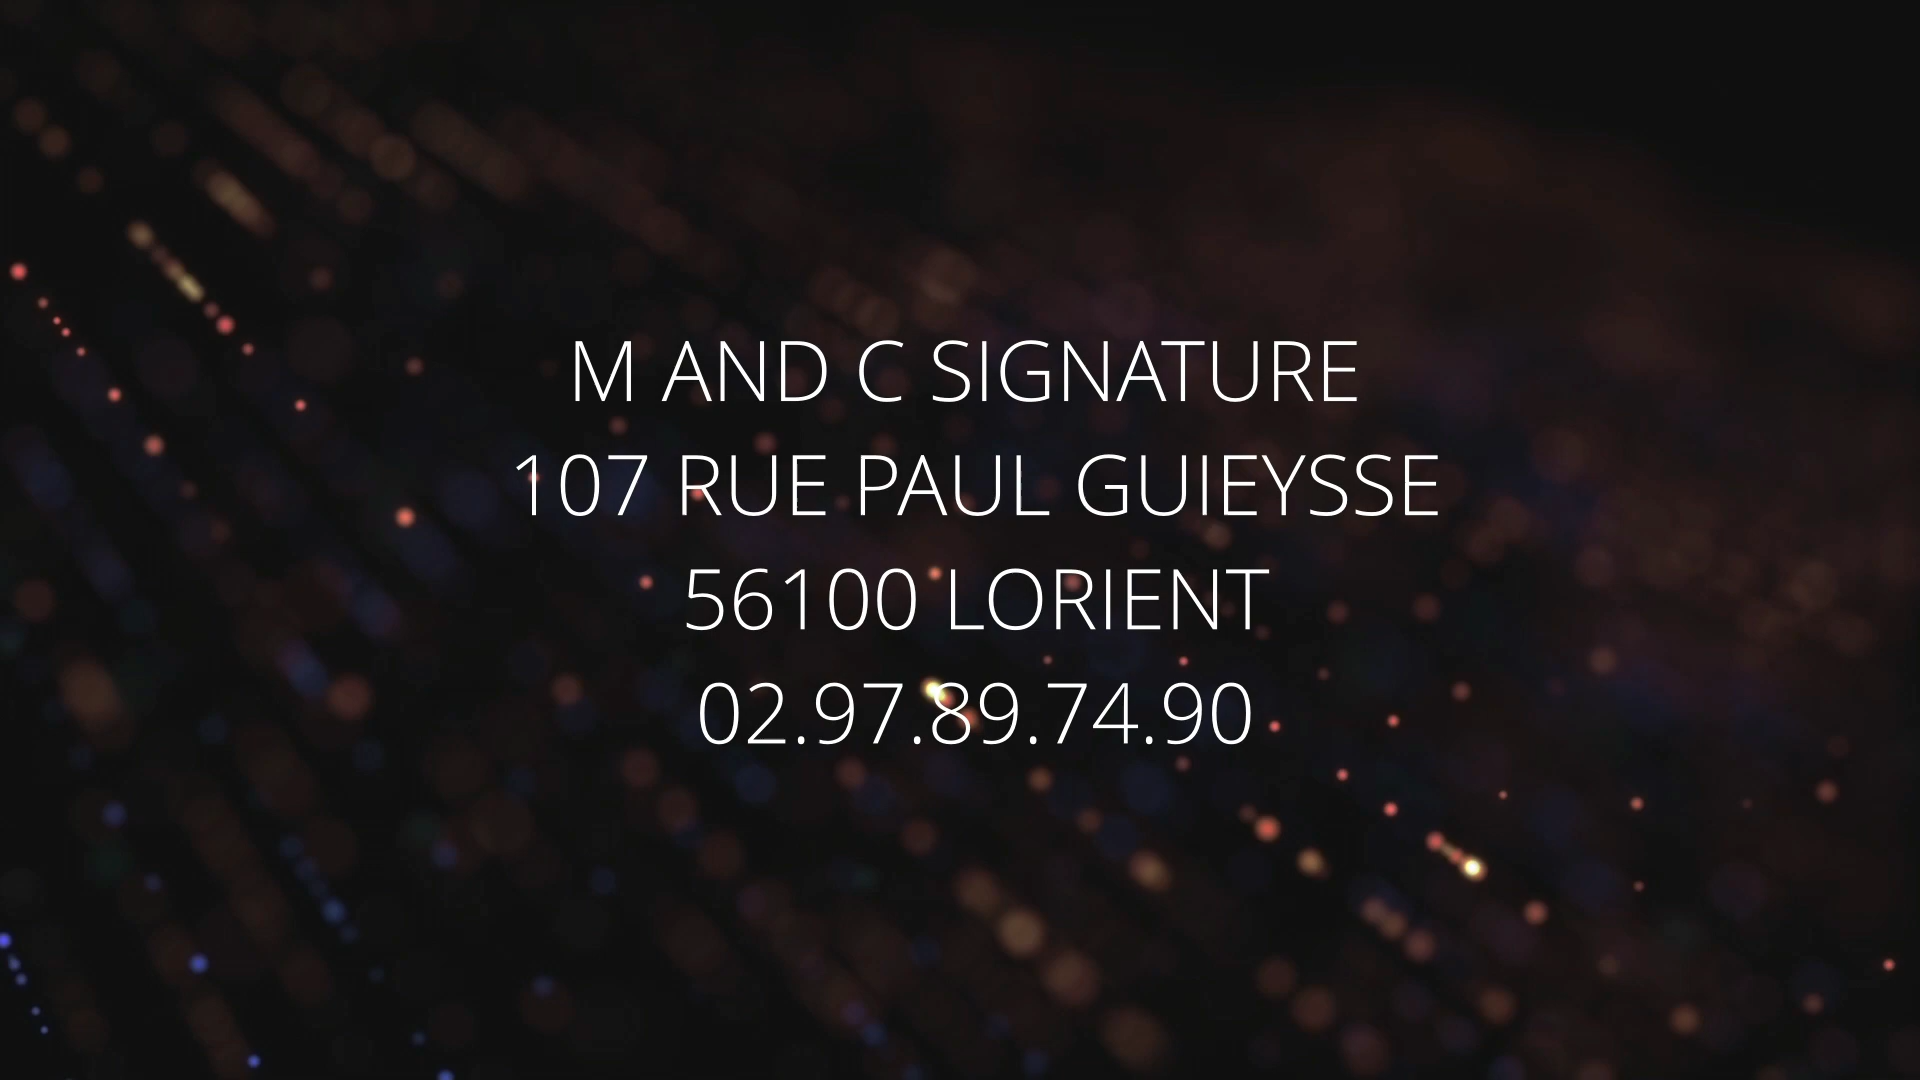 M AND C SIGNATURE
107 RUE PAUL GUIEYSSE
56100 LORIENT
02.97.89.74.90